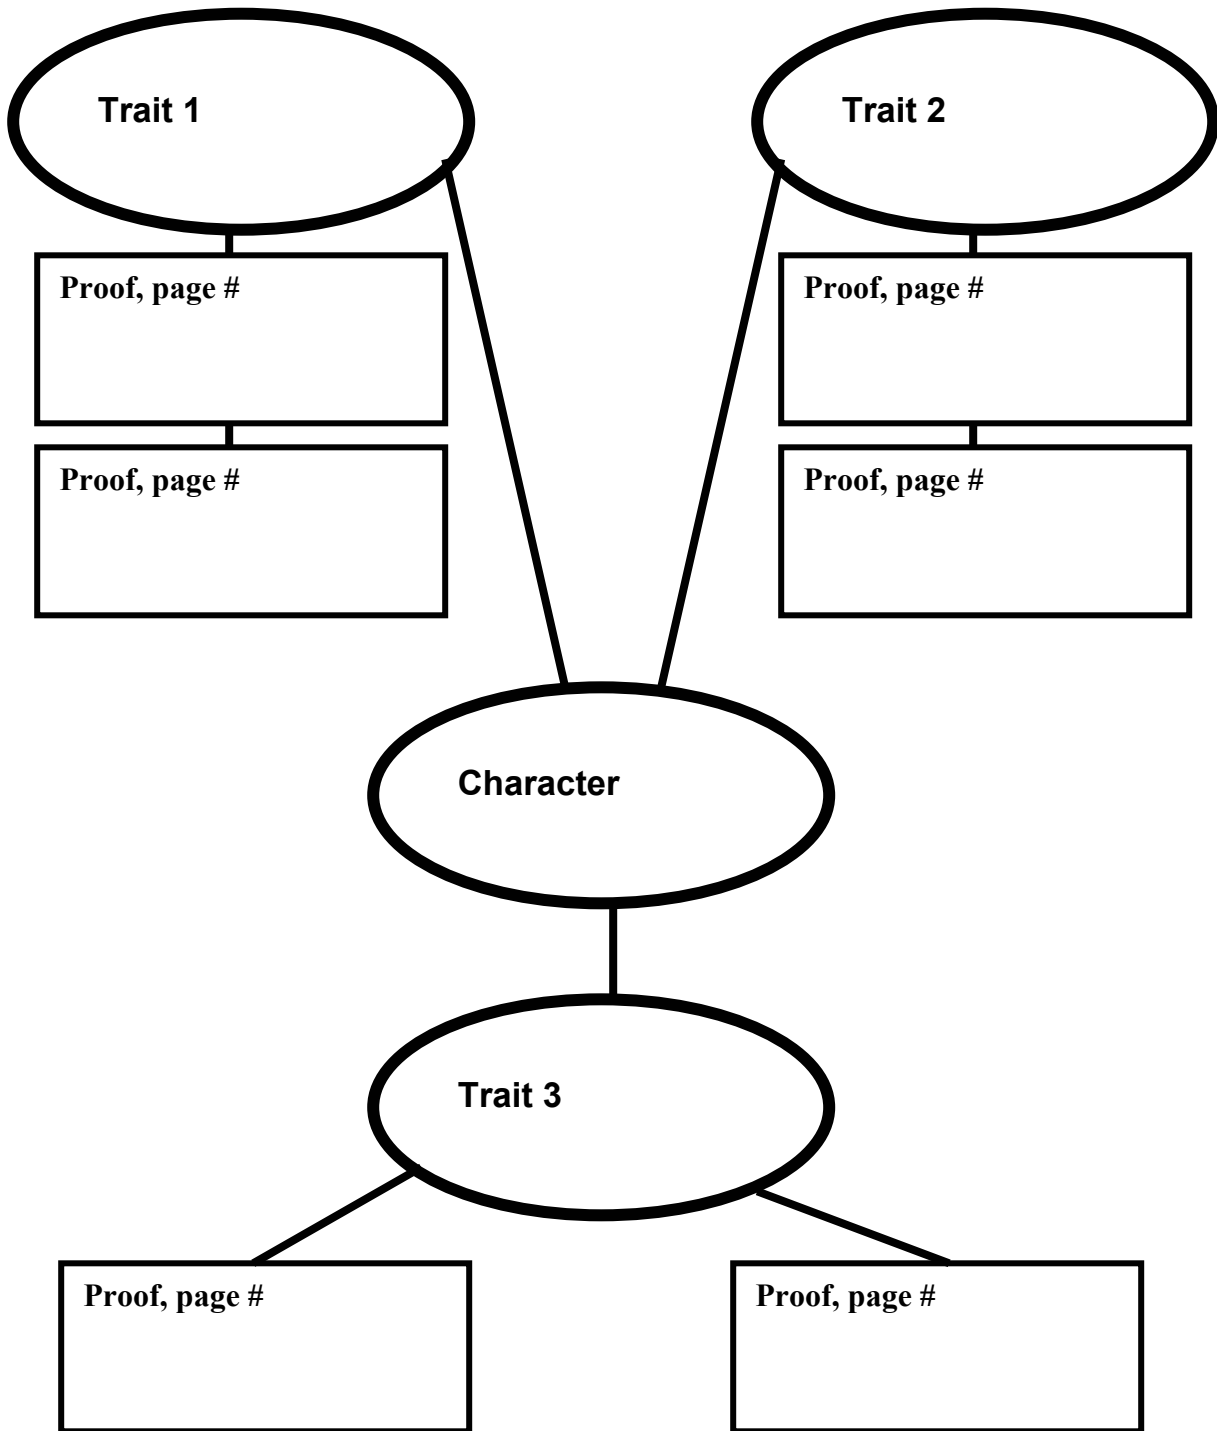 Trait 1
Trait 2
Proof, page #
Proof, page #
Proof, page #
Proof, page #
Character
Trait 3
Proof, page #
Proof, page #